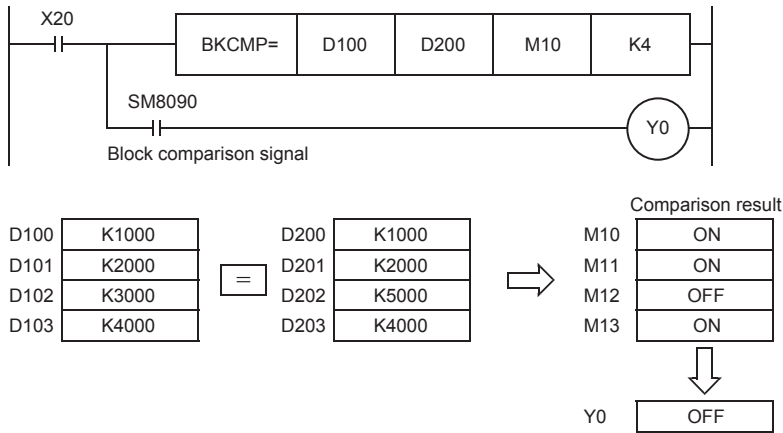 X20
BKCMP= D100 D200 M10 K4
SM8090
Y0
Block comparison signal
Comparison result
D100 K1000 D200 K1000 M10 ON
D101 K2000 = D201 K2000 M11 ON
D102 K3000 D202 K5000 M12 OFF
D103 K4000 D203 K4000 M13 ON
Y0 OFF